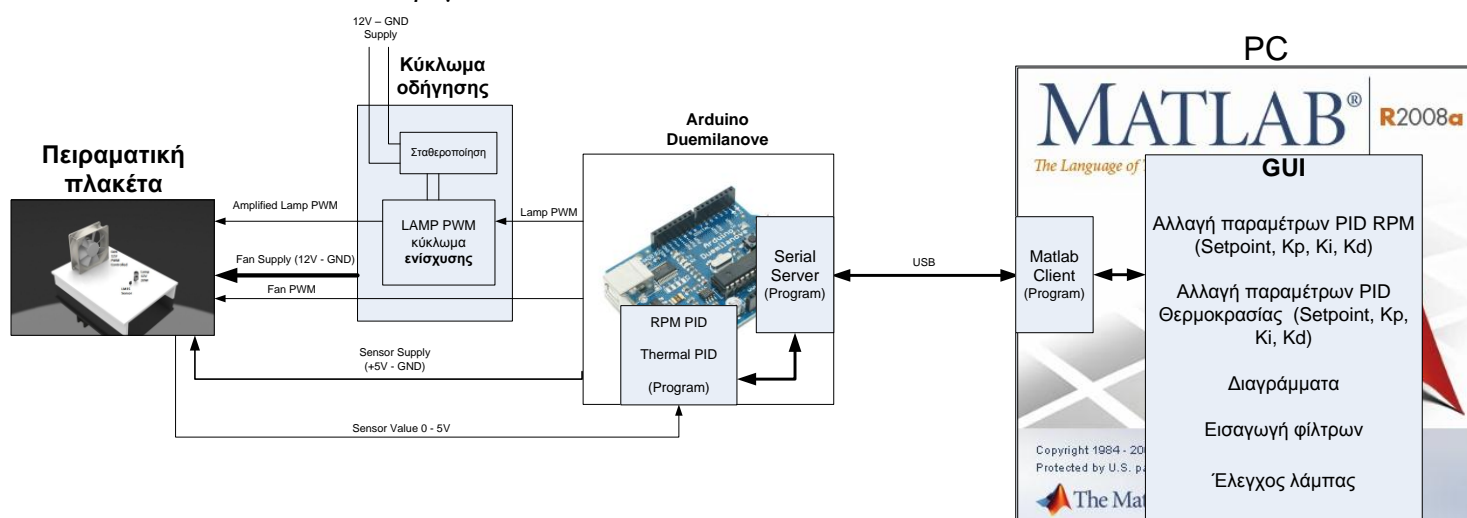 12V – GND
Supply
Κύκλωμα
οδήγησης
Σταθεροποίηση
LAMP PWM
κύκλωμα
ενίσχυσης
Πειραματική
πλακέτα
Amplified Lamp PWM
Fan Supply (12V - GND)
Fan PWM
Sensor Supply
(+5V - GND)
Sensor Value 0 - 5V
Lamp PWM
Arduino
Duemilanove
Serial
Server
(Program)
RPM PID
Thermal PID
(Program)
USB
PC
MATLAB®
R2008a
The Language of
Matlab
Client
(Program)
GUI
Αλλαγή παραμέτρων PID RPM
(Setpoint, Kp, Ki, Kd)
Αλλαγή παραμέτρων PID
Θερμοκρασίας (Setpoint, Kp,
Ki, Kd)
Διαγράμματα
Εισαγωγή φίλτρων
Έλεγχος λάμπας
Copyright 1984 - 20
Protected by U.S. p
The Mat